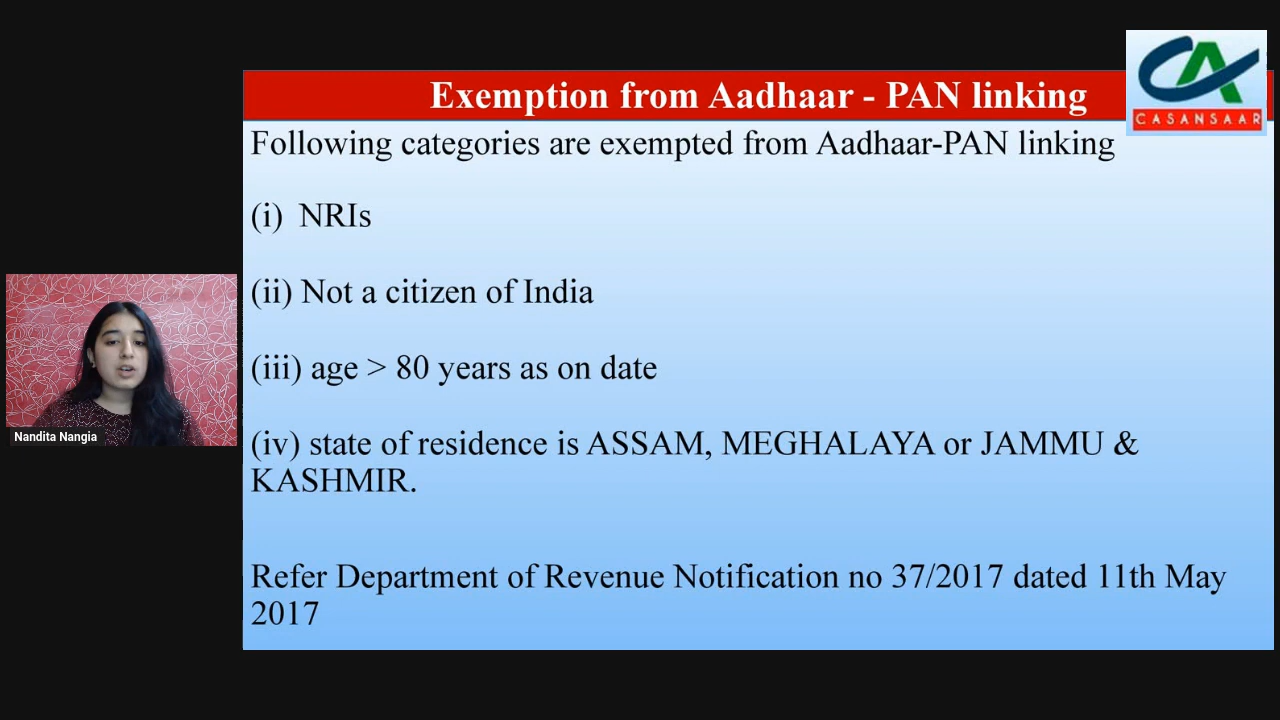 Exemption from Aadhaar - PAN linking
CA
CASANSAAR
Following categories are exempted from Aadhaar-PAN linking
(i) NRIs
(ii) Not a citizen of India
(iii) age > 80 years as on date
(iv) state of residence is ASSAM, MEGHALAYA or JAMMU &
KASHMIR.
Refer Department of Revenue Notification no 37/2017 dated 11th May
2017
Nandita Nangia